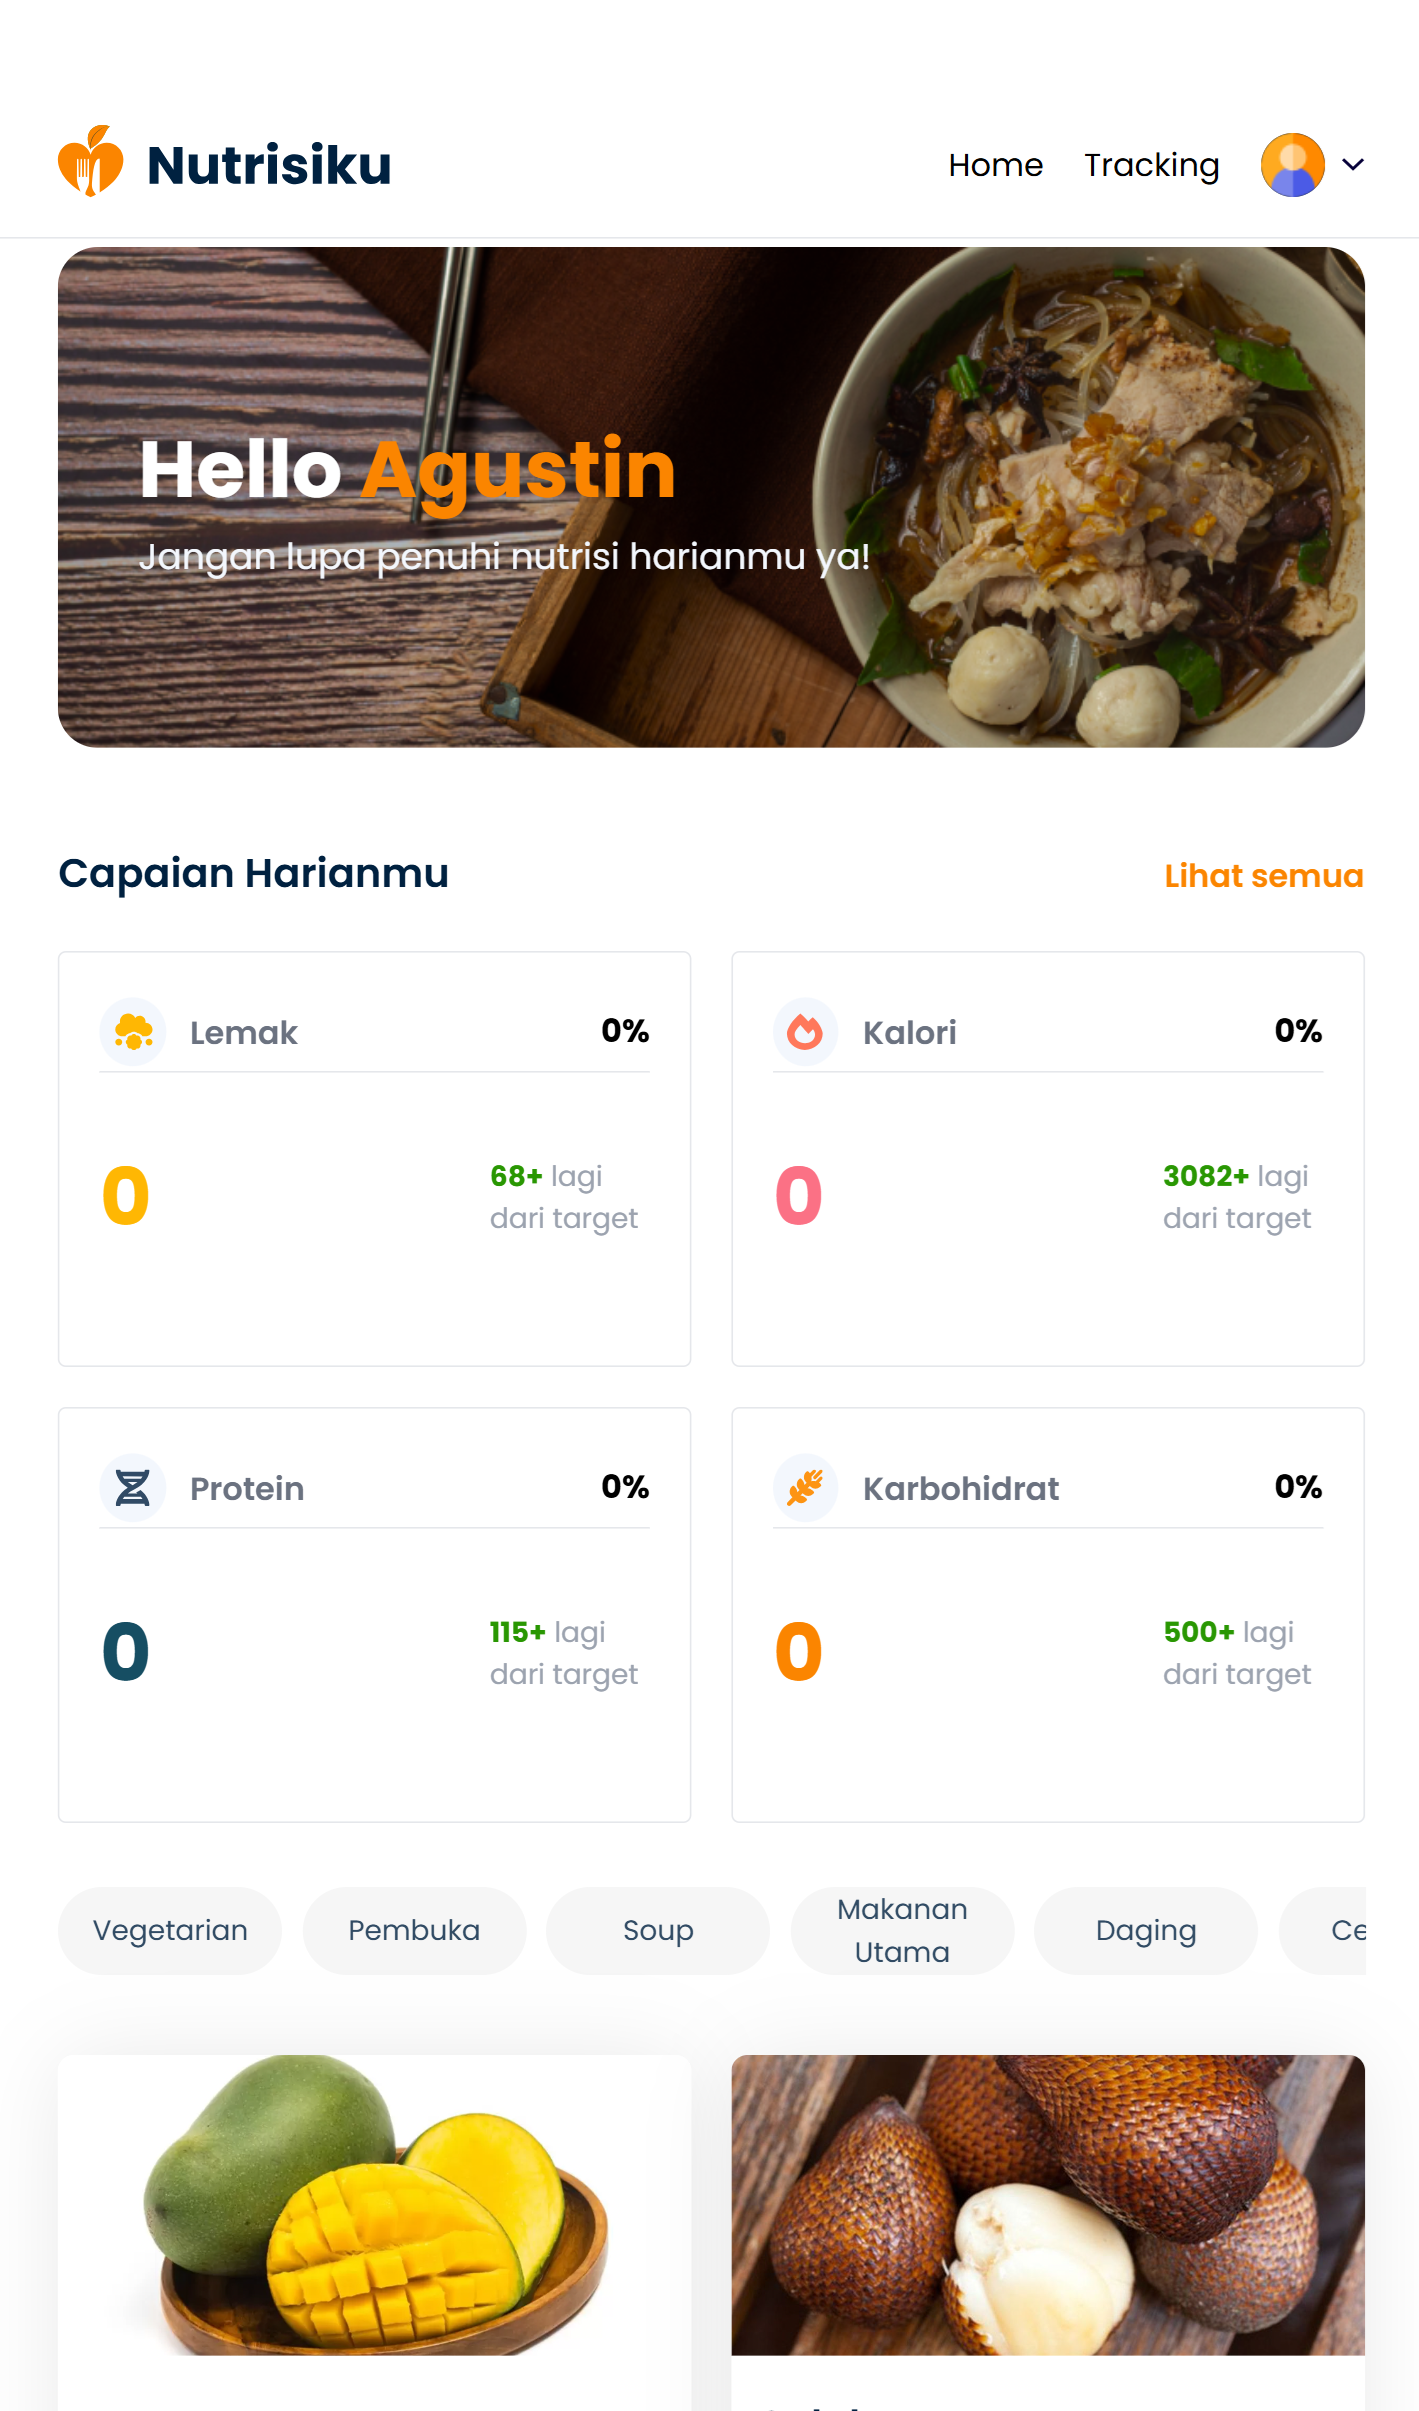 Nutrisiku
Home Tracking
Hello Agustin
Jangan lupa penuhi nutrisi harianmu ya!
Capaian Harianmu
Lihat semua
Lemak
0%
0
68+ lagi
dari target
Kalori
0%
0
3082+ lagi
dari target
Protein
0%
0
115+ lagi
dari target
Karbohidrat
0%
0
500+ lagi
dari target
Vegetarian
Pembuka
Soup
Makanan
Utama
Daging
Ce